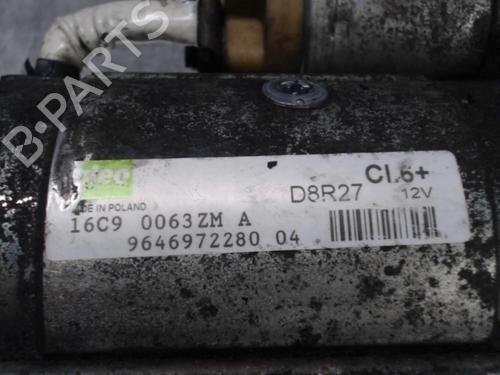 B-PARTS
Valeo
MADE IN POLAND
D8R27 CI.6+
12V
16C9 0063ZM A
9646972280 04